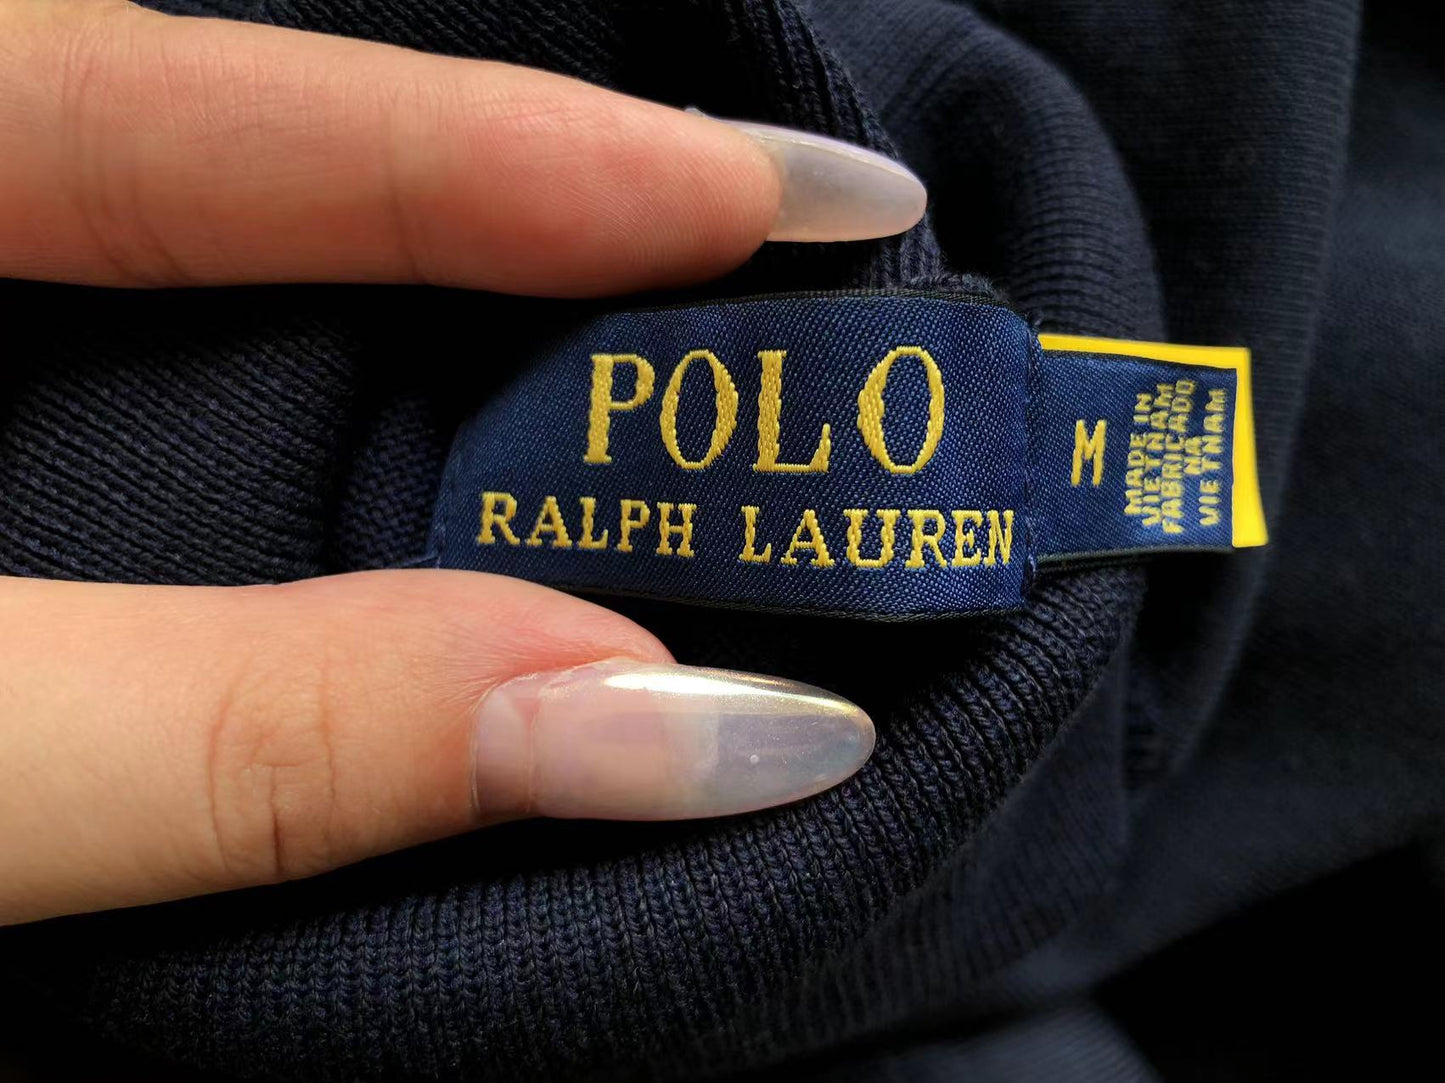 POLO
RALPH LAUREN
M
MADE IN
VIETNAM
FABRICADO
NA
VIETNAM